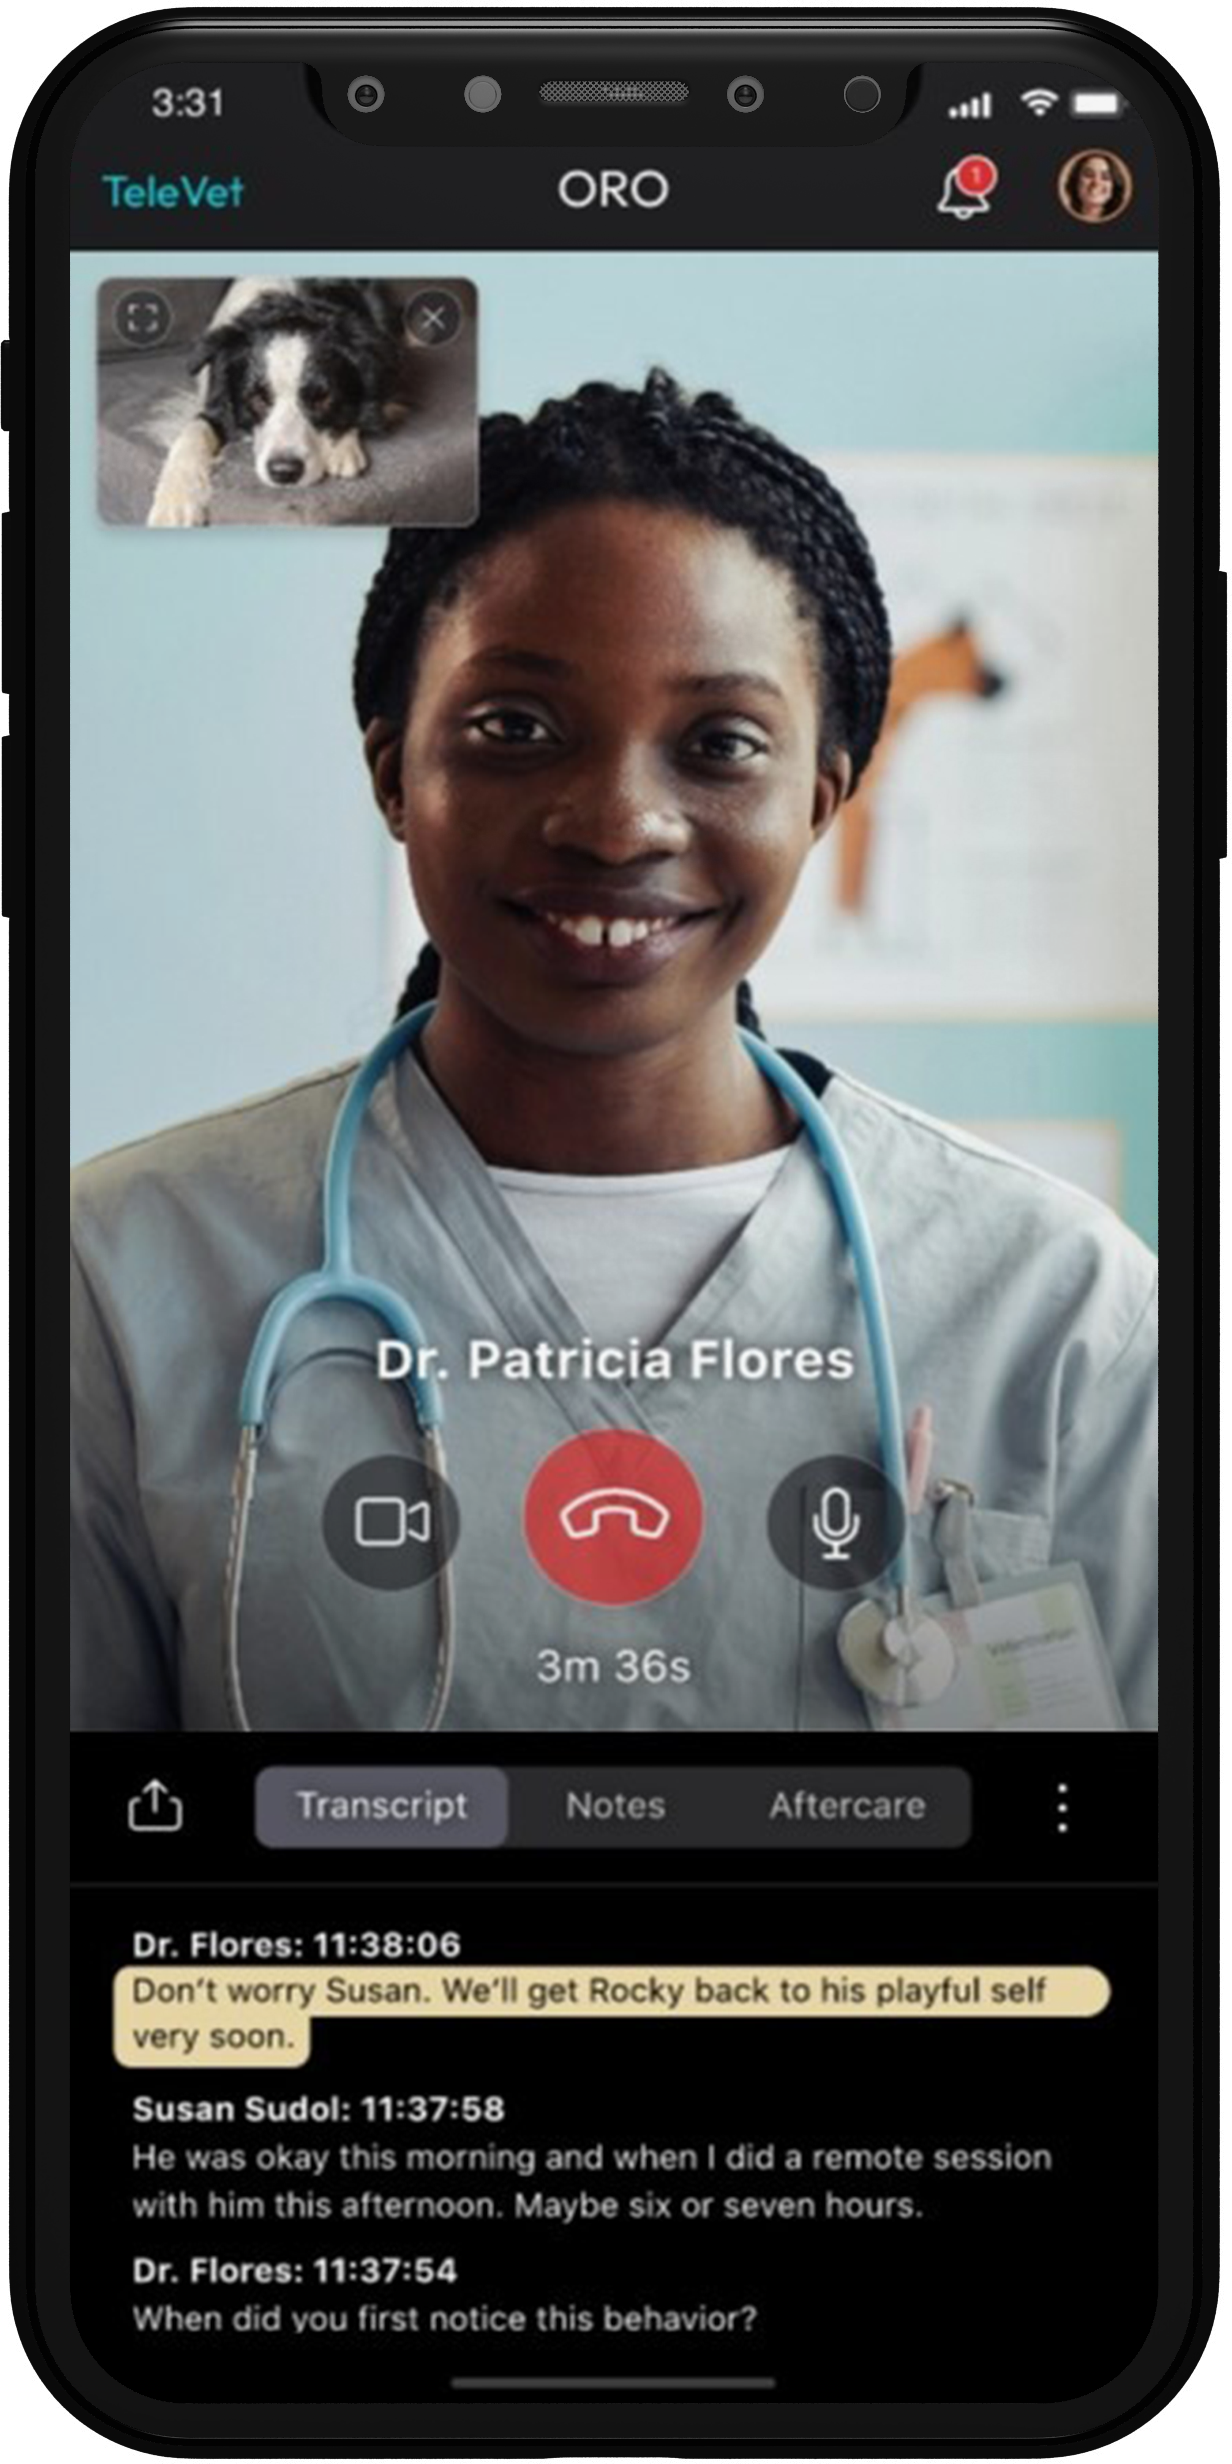 3:31
TeleVet
ORO
1
Dr. Patricia Flores
3m 36s
Transcript
Notes
Aftercare
Dr. Flores: 11:38:06
Don’t worry Susan. We’ll get Rocky back to his playful self
very soon.
Susan Sudol: 11:37:58
He was okay this morning and when I did a remote session
with him this afternoon. Maybe six or seven hours.
Dr. Flores: 11:37:54
When did you first notice this behavior?